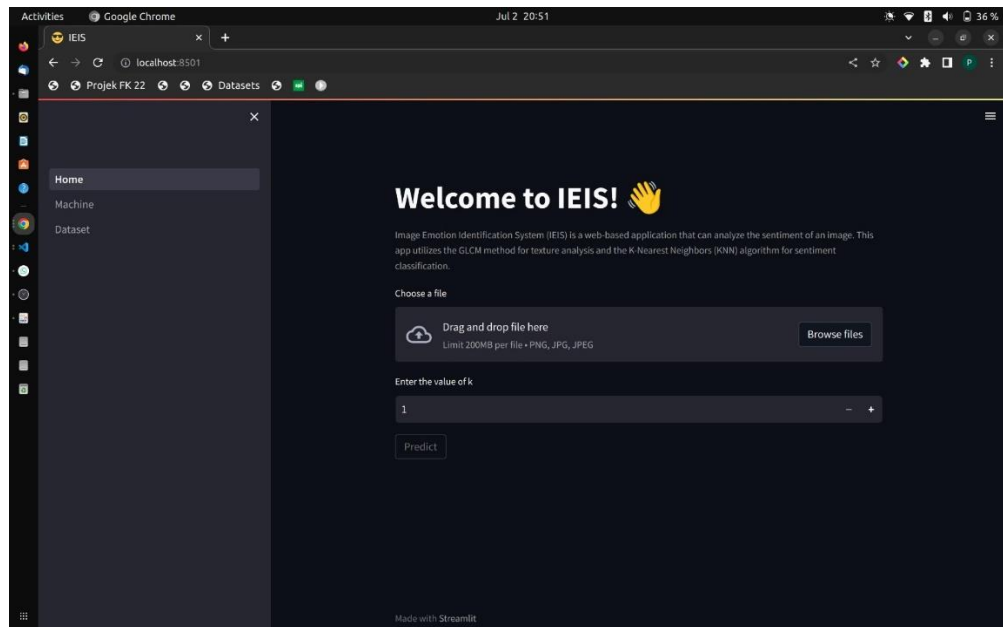 Activities Google Chrome Jul 2 20:51 36 %
IEIS
localhost:8501
Projek FK 22 Datasets
Home
Machine
Dataset
Welcome to IEIS! 👋
Image Emotion Identification System (IEIS) is a web-based application that can analyze the sentiment of an image. This
app utilizes the GLCM method for texture analysis and the K-Nearest Neighbors (KNN) algorithm for sentiment
classification.
Choose a file
Drag and drop file here
Limit 200MB per file • PNG, JPG, JPEG
Browse files
Enter the value of k
1
Predict
Made with Streamlit